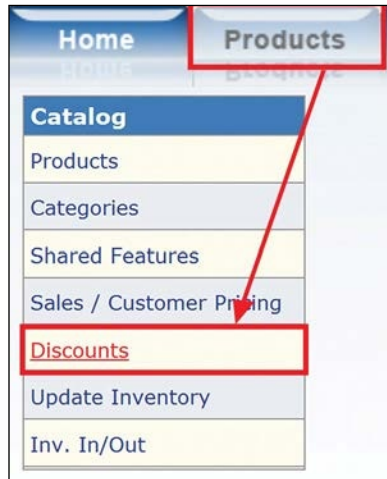 Home Products
Catalog
Products
Categories
Shared Features
Sales / Customer Pricing
Discounts
Update Inventory
Inv. In/Out